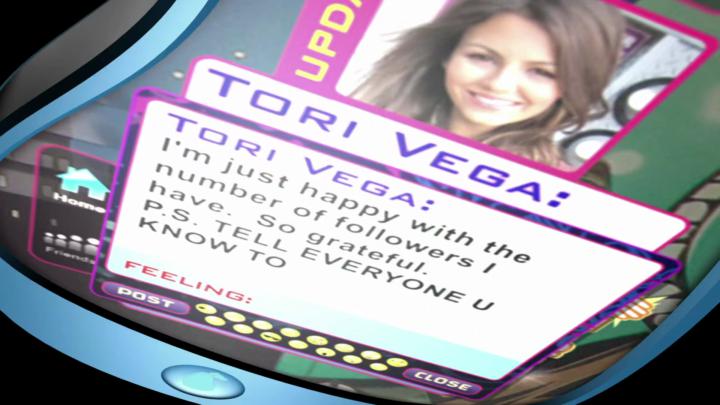 UPDA
TORI VEGA:
TORI VEGA:
I'm just happy with the
number of followers I
have. So grateful.
P.S. TELL EVERYONE U
KNOW TO
FEELING:
POST
CLOSE
Home
Friends